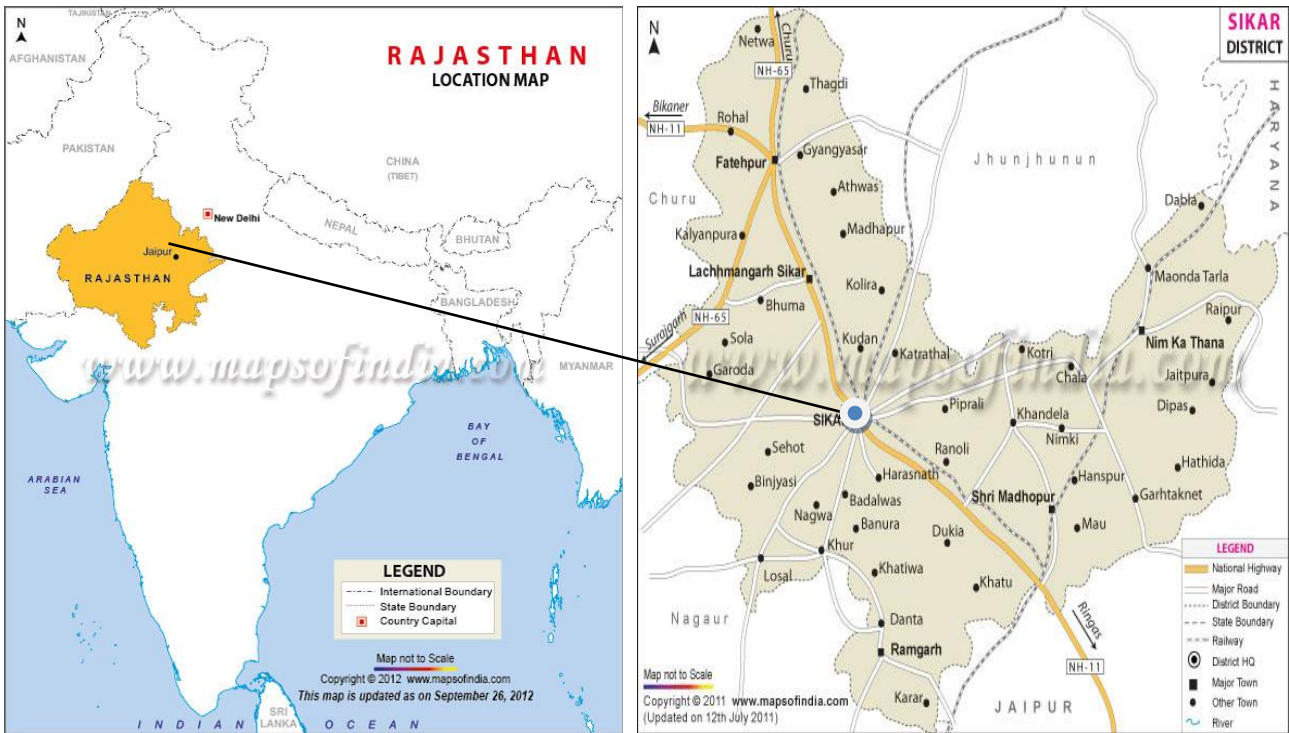 N
TAJIKISTAN
AFGHANISTAN
RAJASTHAN
LOCATION MAP
PAKISTAN
CHINA
(TIBET)
New Delhi
NEPAL
BHUTAN
Jaipur
RAJASTHAN
BANGLADESH
MYANMAR
www.mapsofindia.com
BAY
OF
BENGAL
ARABIAN
SEA
LEGEND
International Boundary
State Boundary
Country Capital
Map not to Scale
Copyright © 2012 www.mapsofindia.com
This map is updated as on September 26, 2012
SRI
LANKA
INDIAN OCEAN
N
SIKAR
DISTRICT
Churu
Netwa
NH-65
Thagdi
HARYANA
Bikaner
NH-11
Rohal
Fatehpur
Gyangyasar
Jhunjhunun
Athwas
Churu
Dabla
Kalyanpura
Madhapur
Lachhmangarh Sikar
Maonda Tarla
Kolira
Bhuma
Raipur
NH-65
Surajgarh
Sola
Kudan
Katrathal
Kotri
Nim Ka Thana
www.mapsofindia.com
Garoda
Chala
Jaitpura
Piprali
Dipas
SIKA
Khandela
Nimki
Sehot
Ranoli
Hathida
Binjyasi
Harasnath
Hanspur
Badalwas
Shri Madhopur
Garhtaknet
Nagwa
Banura
Dukia
Mau
Khur
Losal
Khatiwa
Khatu
Nagaur
Danta
Ringas
Ramgarh
NH-11
Karar
JAIPUR
Map not to Scale
Copyright © 2011 www.mapsofindia.com
(Updated on 12th July 2011)
LEGEND
National Highway
Major Road
District Boundary
State Boundary
Railway
District HQ
Major Town
Other Town
River